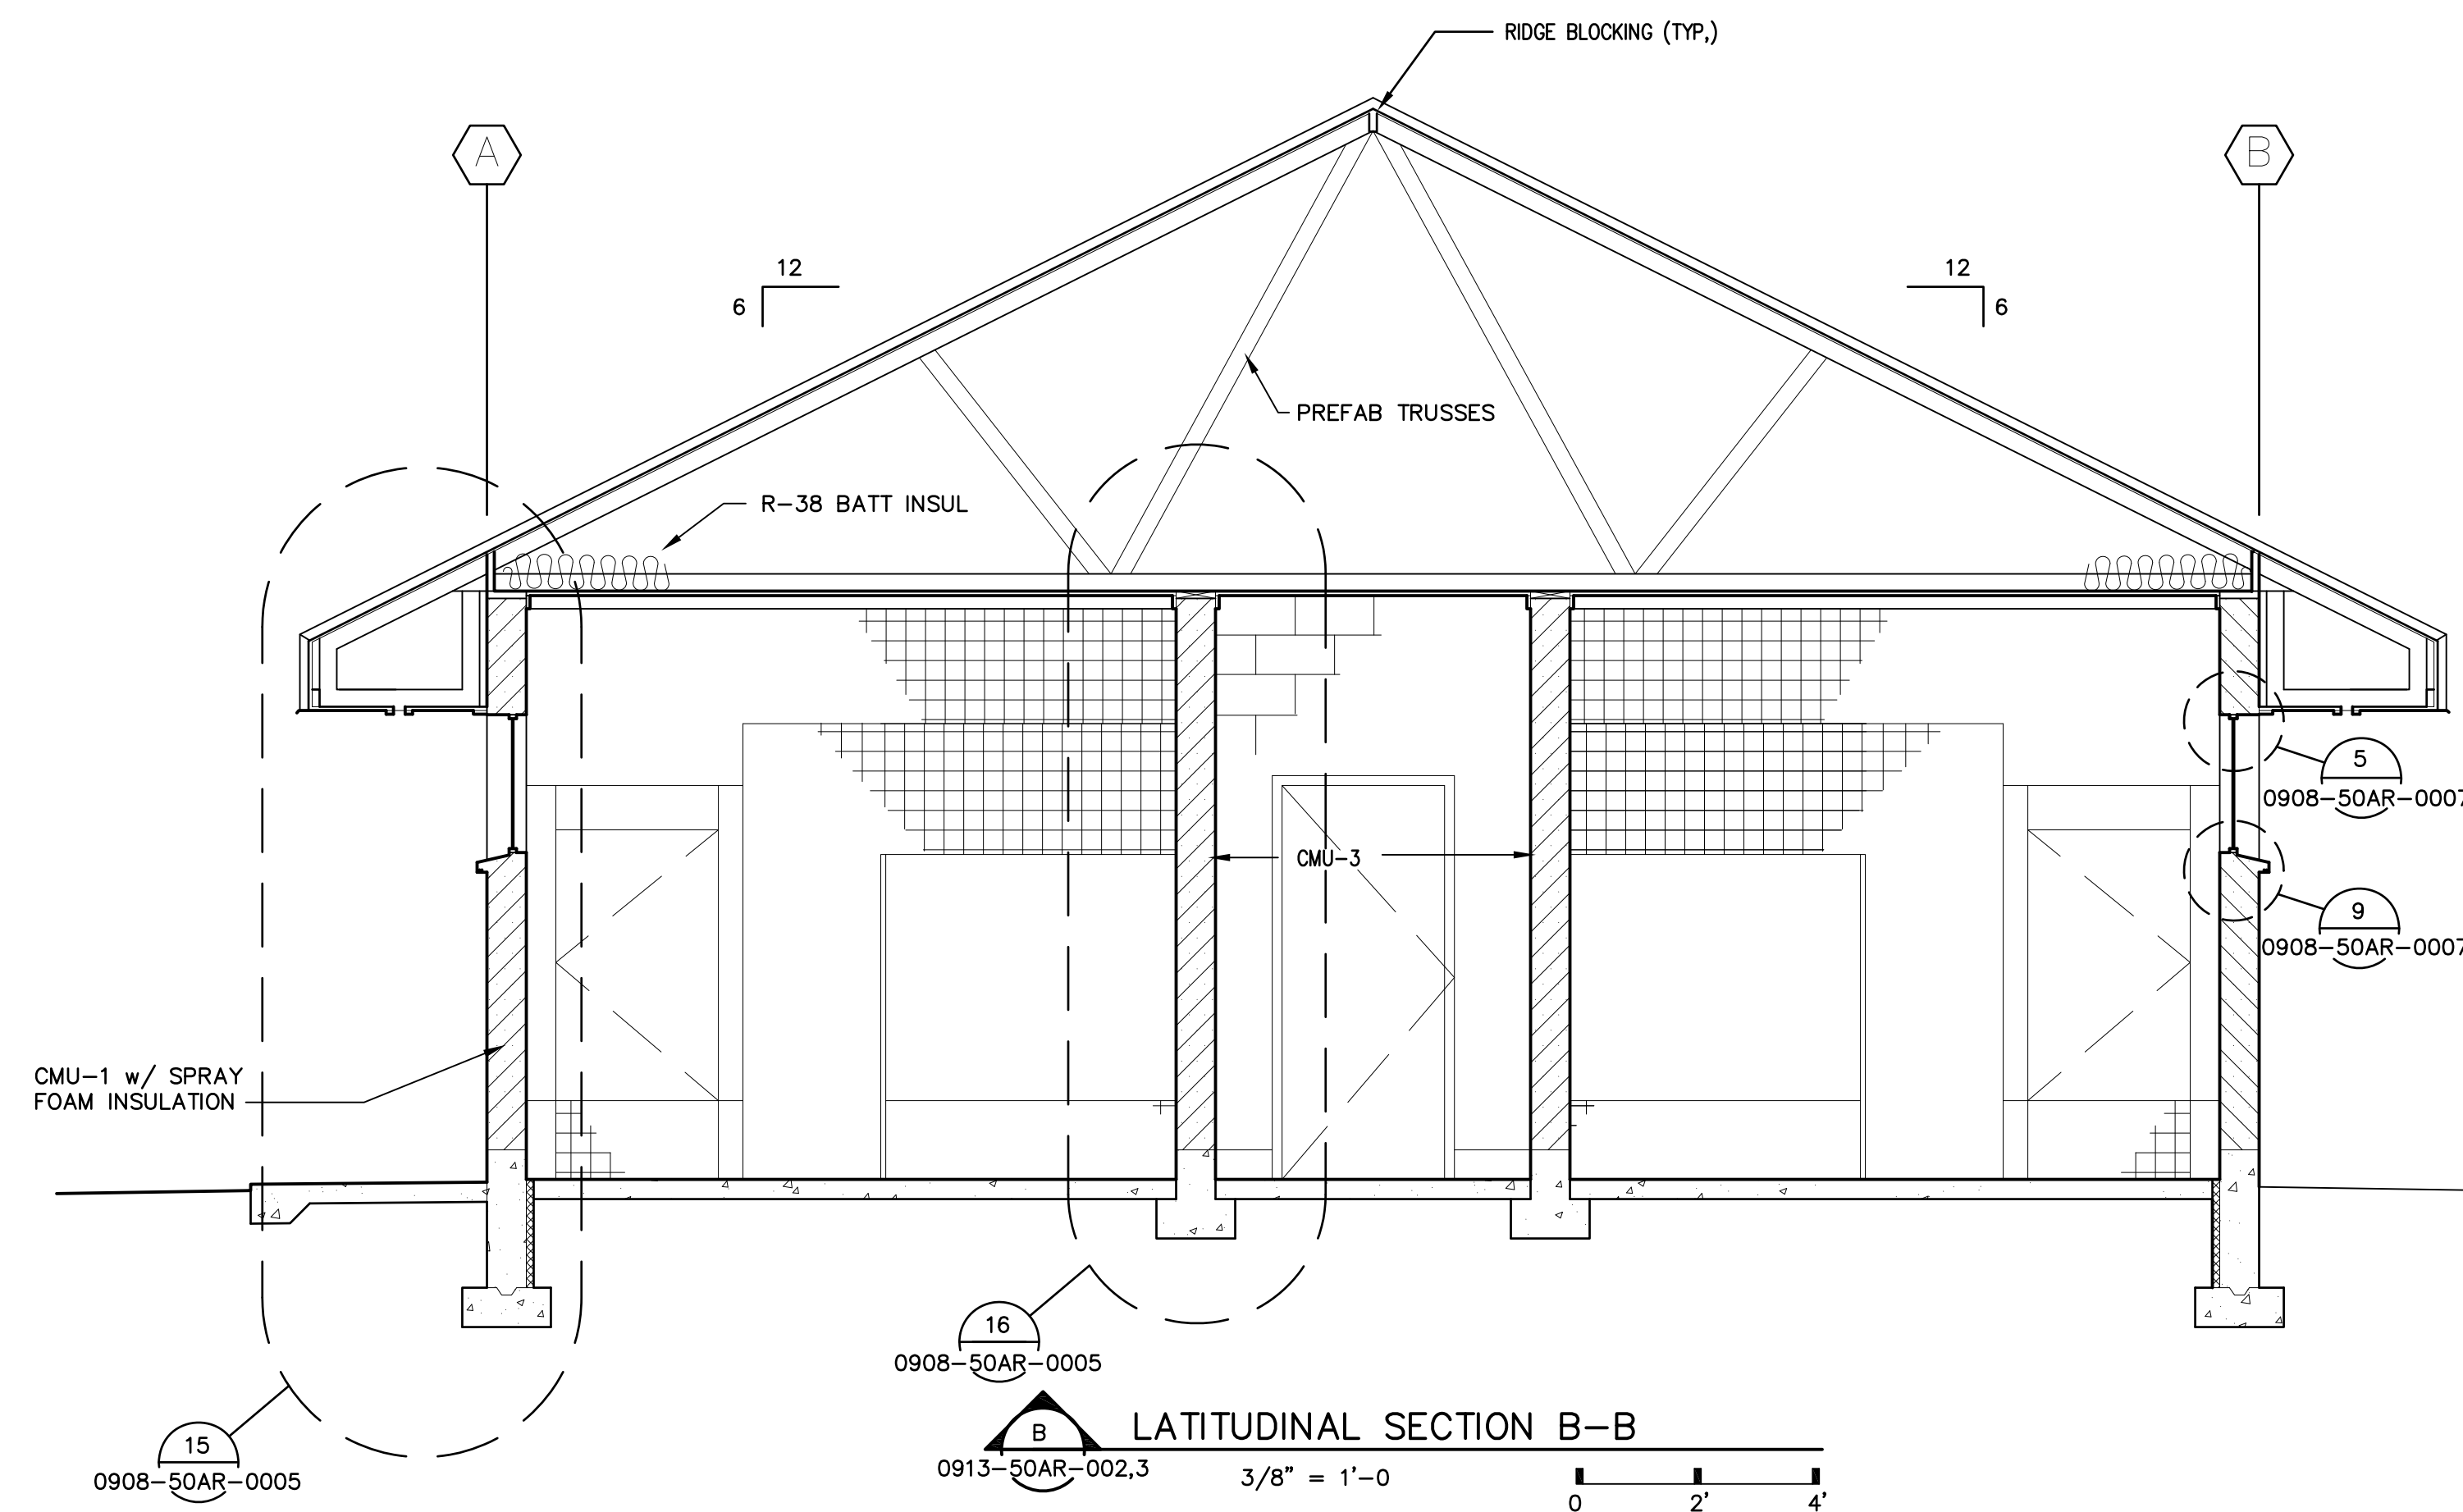 RIDGE BLOCKING (TYP,)
A
B
12
6
12
6
PREFAB TRUSSES
R-38 BATT INSUL
5
0908-50AR-0007
CMU-3
9
0908-50AR-0007
CMU-1 w/ SPRAY
FOAM INSULATION
16
0908-50AR-0005
15
0908-50AR-0005
B
0913-50AR-002,3
LATITUDINAL SECTION B-B
3/8" = 1'-0
0 2' 4'